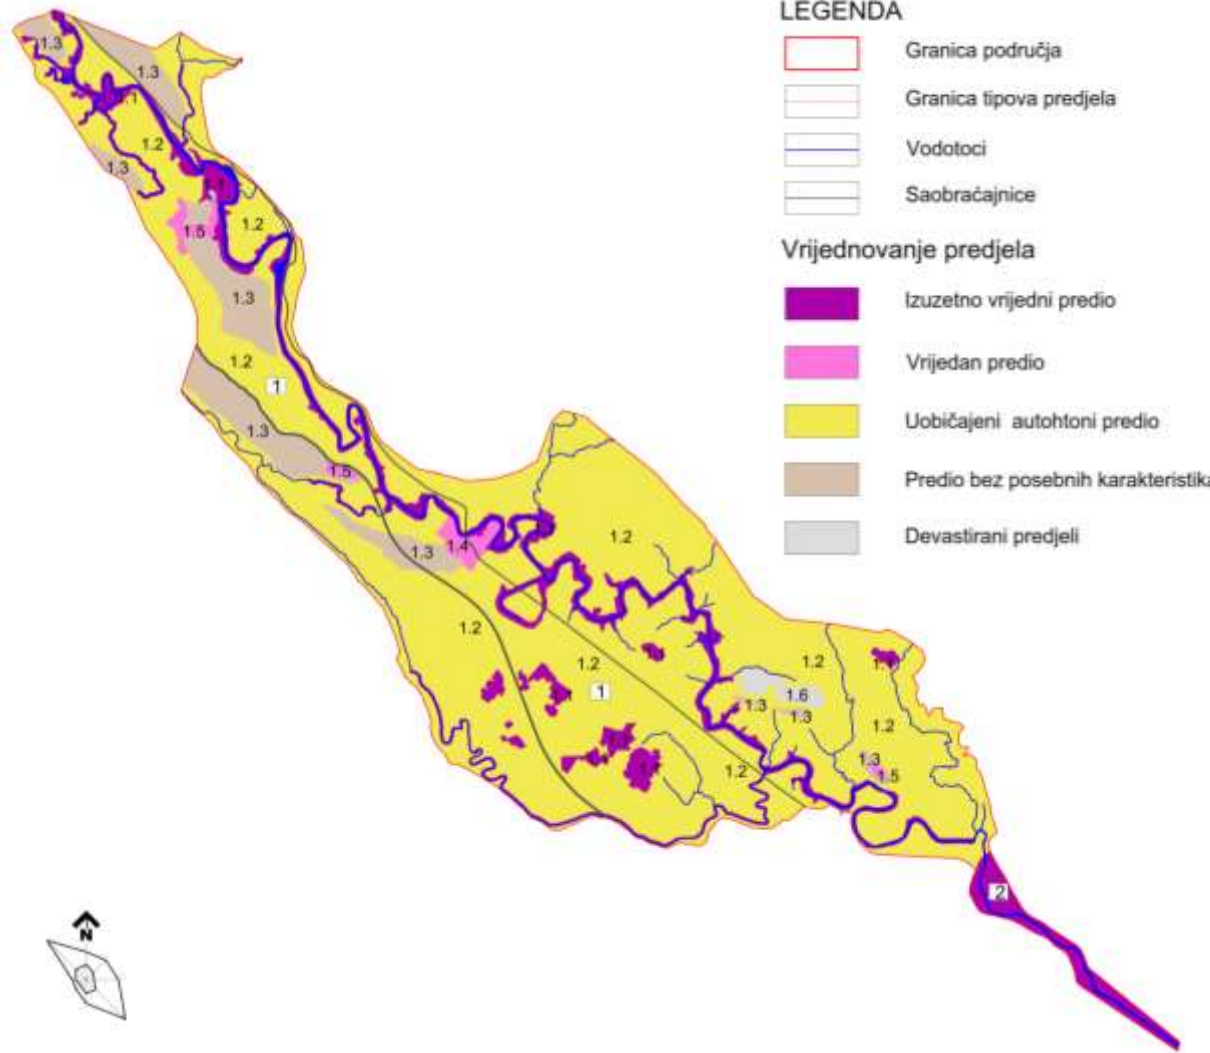 LEGENDA
Granica područja
Granica tipova predjela
Vodotoci
Saobraćajnice
Vrijednovanje predjela
Izuzetno vrijedni predio
Vrijedan predio
Uobičajeni autohtoni predio
Predio bez posebnih karakteristika
Devastirani predjeli
1.3
1.3
1.2
1.3
1.2
1.5
1.3
1.2
1
1.3
1.5
1.4
1.3
1.2
1.2
1.2
1
1.2
1.6
1.3
1.3
1.2
1.3
1.5
1.2
2
N